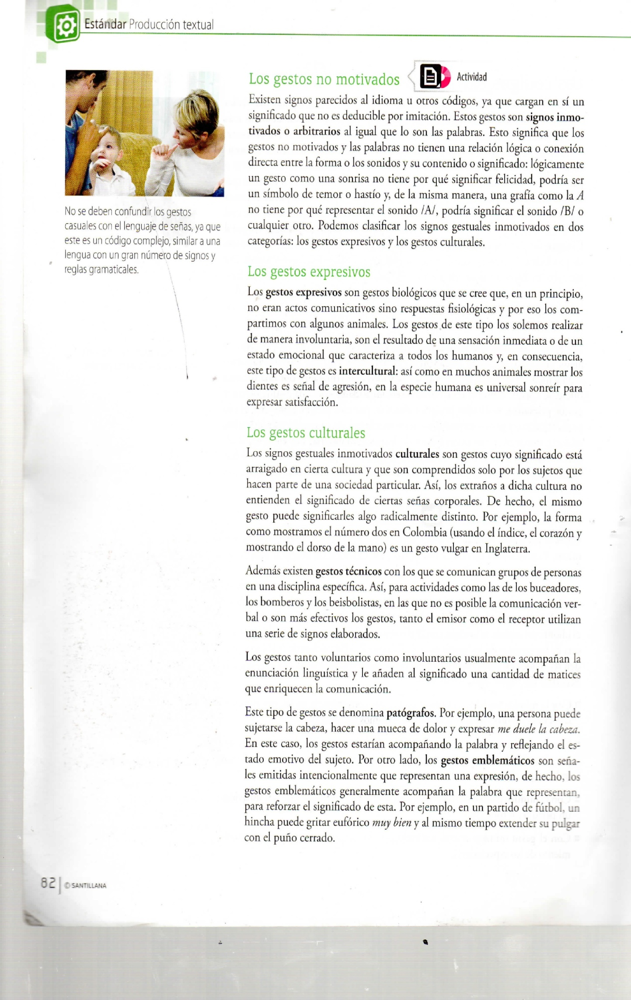 Estándar Producción textual
Los gestos no motivados
Actividad
Existen signos parecidos al idioma u otros códigos, ya que cargan en sí un
significado que no es deducible por imitación. Estos gestos son signos inmo-
tivados o arbitrarios al igual que lo son las palabras. Esto significa que los
gestos no motivados y las palabras no tienen una relación lógica o conexión
directa entre la forma o los sonidos y su contenido o significado: lógicamente
un gesto como una sonrisa no tiene por qué significar felicidad, podría ser
un símbolo de temor o hastío y, de la misma manera, una grafía como la A
no tiene por qué representar el sonido /A/, podría significar el sonido /B/ o
cualquier otro. Podemos clasificar los signos gestuales inmotivados en dos
categorías: los gestos expresivos y los gestos culturales.
No se deben confundir los gestos
casuales con el lenguaje de señas, ya que
este es un código complejo, similar a una
lengua con un gran número de signos y
reglas gramaticales.
Los gestos expresivos
Los gestos expresivos son gestos biológicos que se cree que, en un principio,
no eran actos comunicativos sino respuestas fisiológicas y por eso los com-
partimos con algunos animales. Los gestos de este tipo los solemos realizar
de manera involuntaria, son el resultado de una sensación inmediata o de un
estado emocional que caracteriza a todos los humanos y, en consecuencia,
este tipo de gestos es intercultural: así como en muchos animales mostrar los
dientes es señal de agresión, en la especie humana es universal sonreír para
expresar satisfacción.
Los gestos culturales
Los signos gestuales inmotivados culturales son gestos cuyo significado está
arraigado en cierta cultura y que son comprendidos solo por los sujetos que
hacen parte de una sociedad particular. Así, los extraños a dicha cultura no
entienden el significado de ciertas señas corporales. De hecho, el mismo
gesto puede significarles algo radicalmente distinto. Por ejemplo, la forma
como mostramos el número dos en Colombia (usando el índice, el corazón y
mostrando el dorso de la mano) es un gesto vulgar en Inglaterra.
Además existen gestos técnicos con los que se comunican grupos de personas
en una disciplina específica. Así, para actividades como las de los buceadores,
los bomberos y los beisbolistas, en las que no es posible la comunicación ver-
bal o son más efectivos los gestos, tanto el emisor como el receptor utilizan
una serie de signos elaborados.
Los gestos tanto voluntarios como involuntarios usualmente acompañan la
enunciación lingüística y le añaden al significado una cantidad de matices
que enriquecen la comunicación.
Este tipo de gestos se denomina patógrafos. Por ejemplo, una persona puede
sujetarse la cabeza, hacer una mueca de dolor y expresar me duele la cabeza.
En este caso, los gestos estarían acompañando la palabra y reflejando el es-
tado emotivo del sujeto. Por otro lado, los gestos emblemáticos son seña-
les emitidas intencionalmente que representan una expresión, de hecho, los
gestos emblemáticos generalmente acompañan la palabra que representan,
para reforzar el significado de esta. Por ejemplo, en un partido de fútbol, un
hincha puede gritar eufórico muy bien y al mismo tiempo extender su pulgar
con el puño cerrado.
82 © SANTILLANA